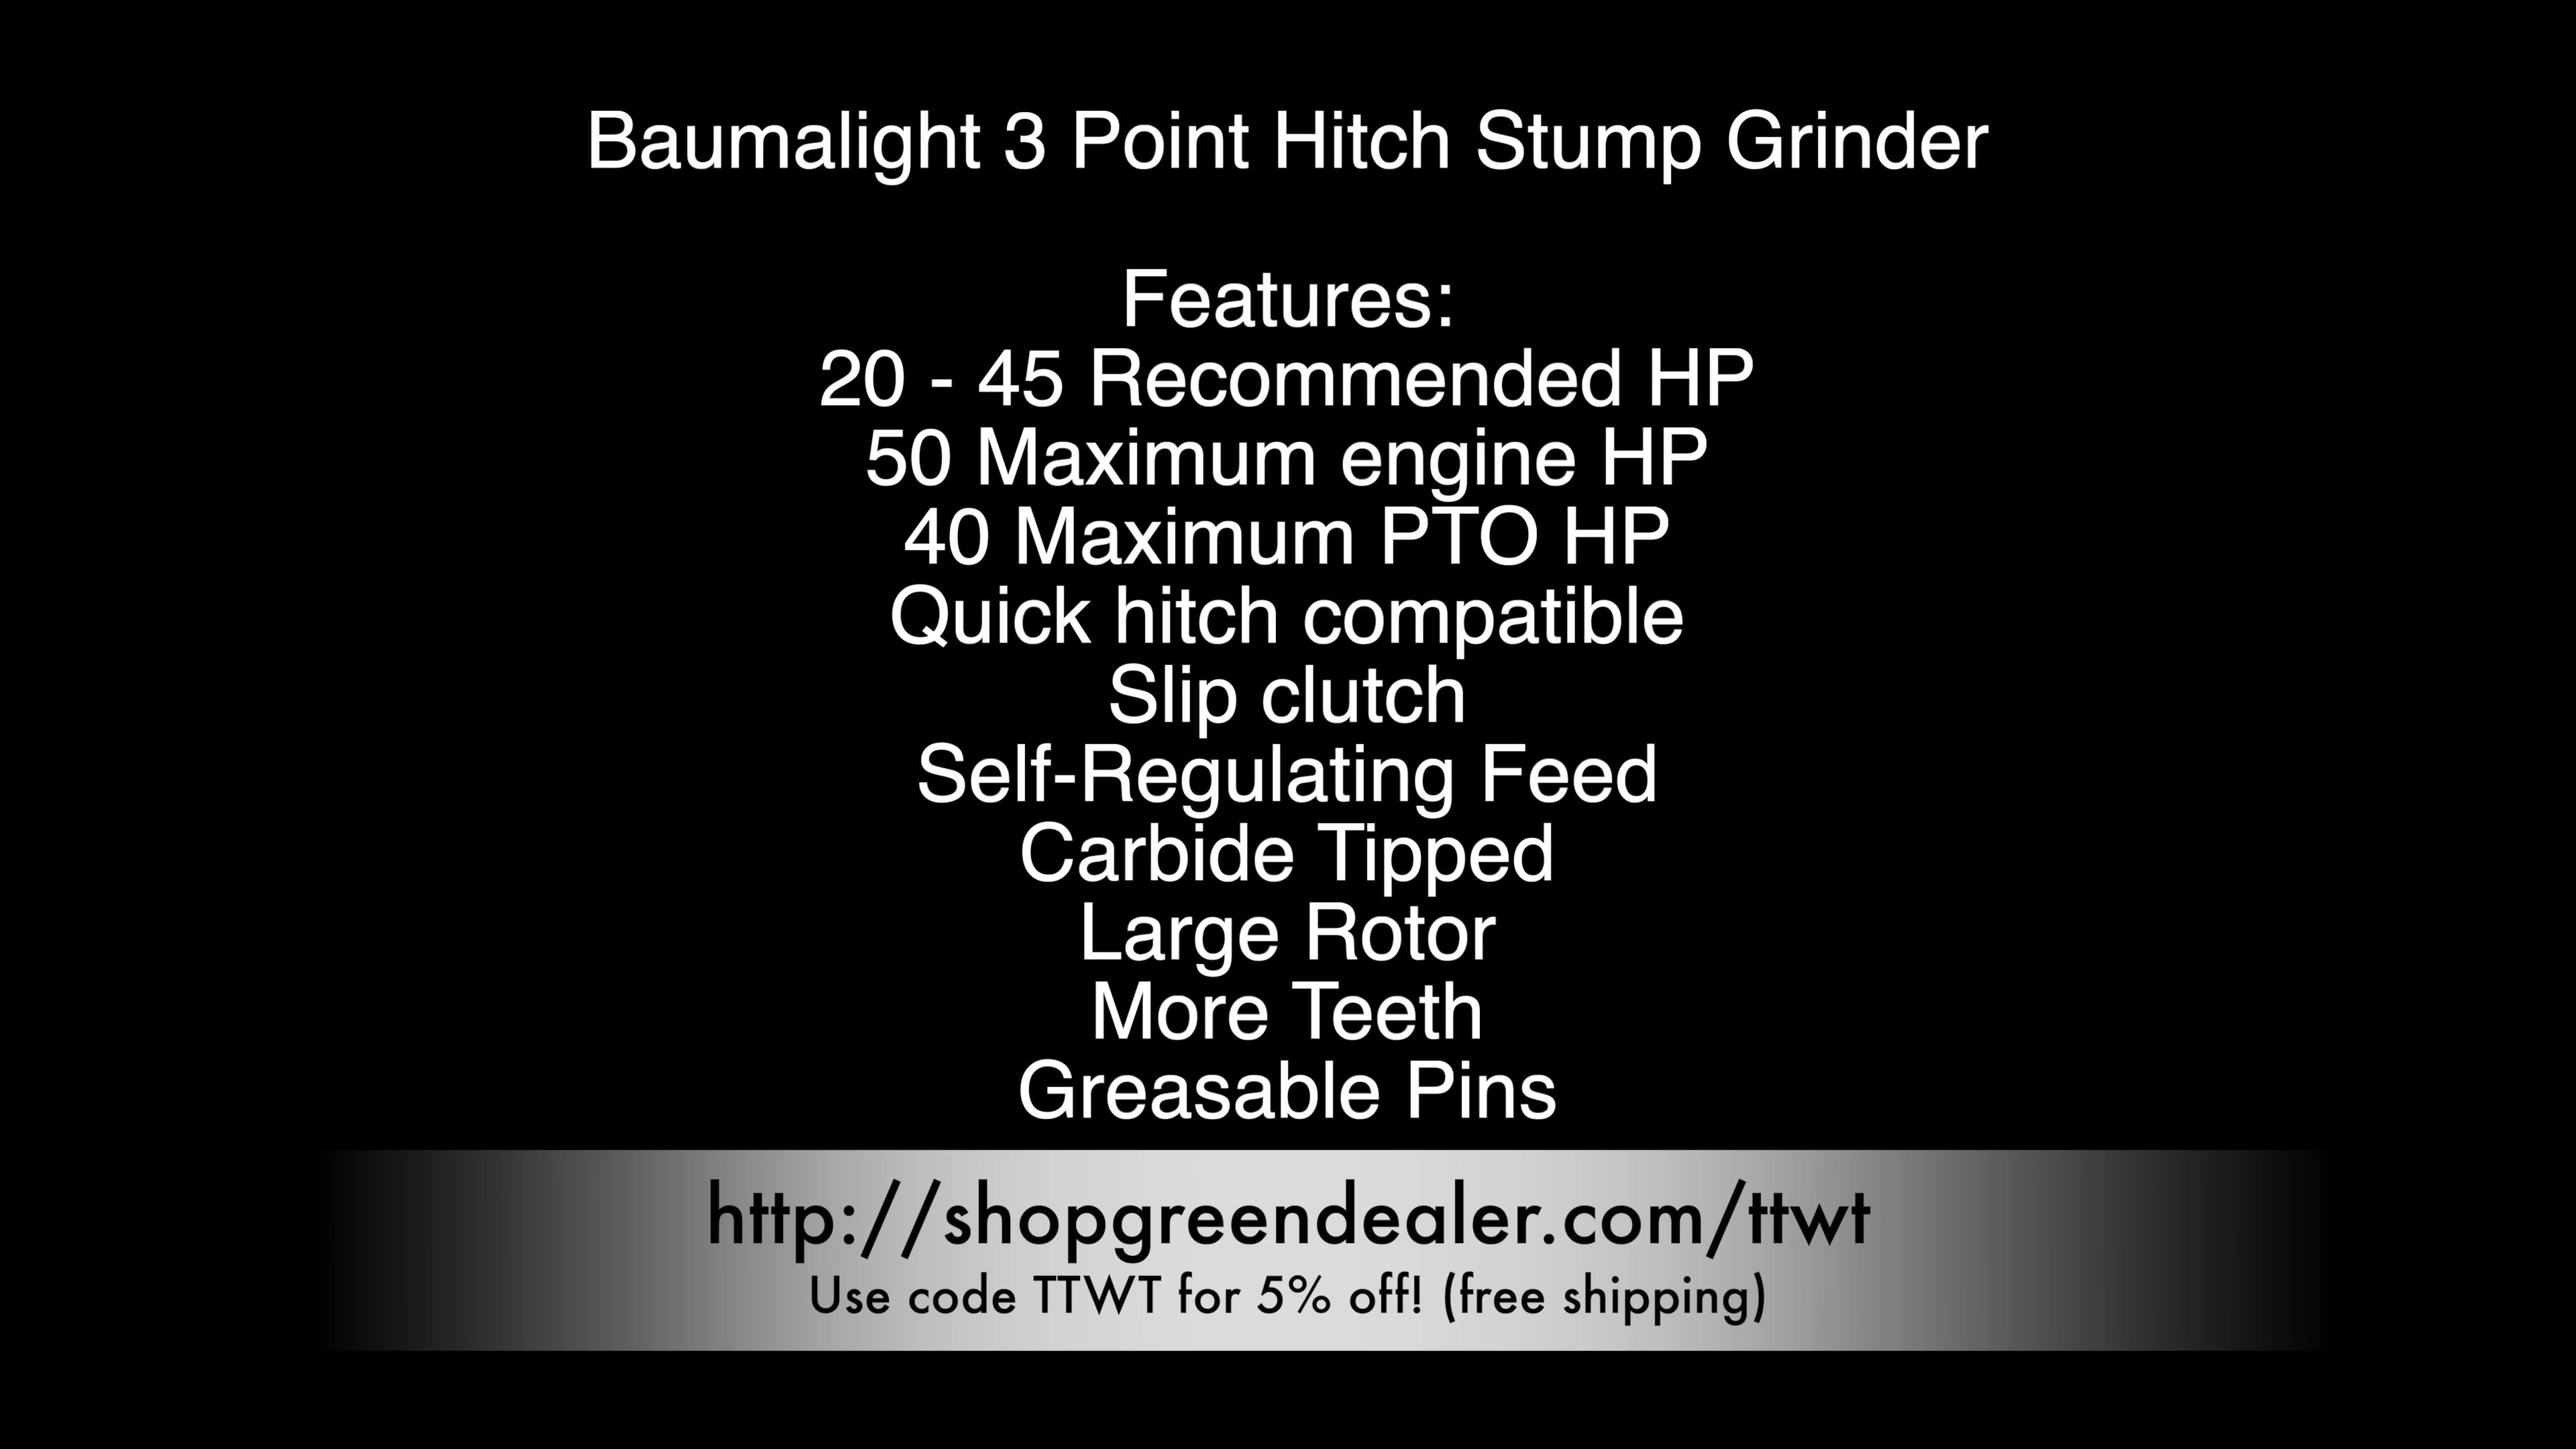 Baumalight 3 Point Hitch Stump Grinder
Features:
20 - 45 Recommended HP
50 Maximum engine HP
40 Maximum PTO HP
Quick hitch compatible
Slip clutch
Self-Regulating Feed
Carbide Tipped
Large Rotor
More Teeth
Greasable Pins
http://shopgreendealer.com/ttwt
Use code TTWT for 5% off! (free shipping)